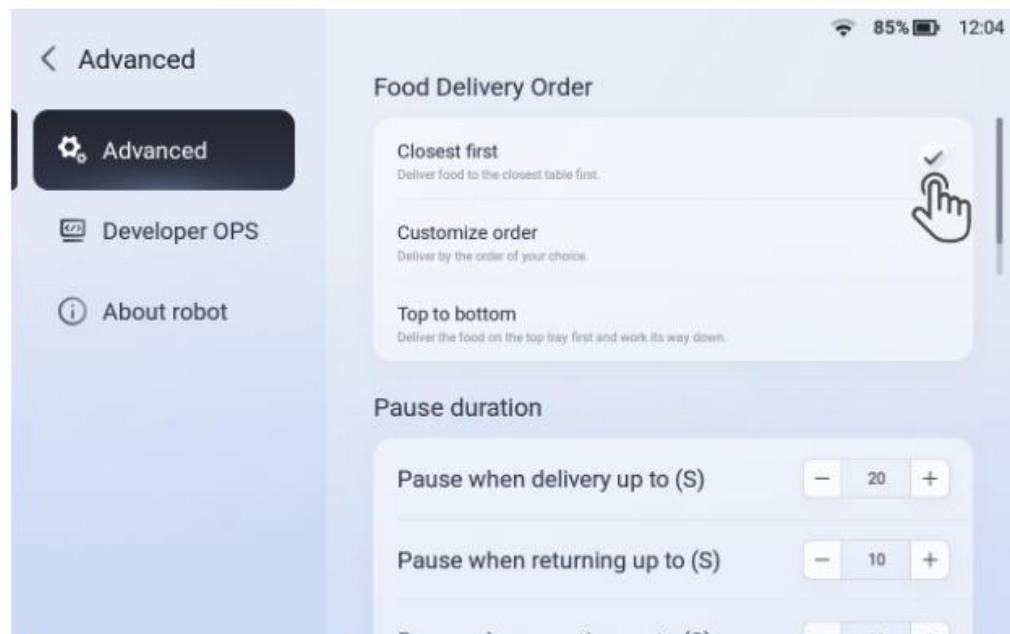 85% 12:04
Advanced
Food Delivery Order
Advanced
Closest first
Deliver food to the closest table first.
Developer OPS
Customize order
Deliver by the order of your choice.
About robot
Top to bottom
Deliver the food on the top tray first and work its way down.
Pause duration
Pause when delivery up to (S) − 20 +
Pause when returning up to (S) − 10 +